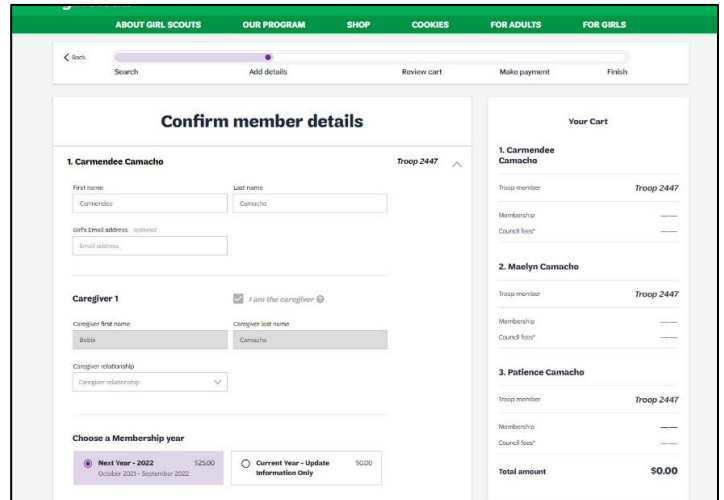 ABOUT GIRL SCOUTS OUR PROGRAM SHOP COOKIES FOR ADULTS FOR GIRLS
Back
Search Add details Review cart Make payment Finish
Confirm member details
1. Carmendee Camacho Troop 2447
First name Last name
Carmendee Camacho
Girl's Email address optional
Email address
Caregiver 1 I am the caregiver
Caregiver first name Caregiver last name
Bobbi Camacho
Caregiver relationship
Caregiver relationship
Choose a Membership year
Next Year - 2022 $25.00 Current Year - Update $0.00
October 2021 - September 2022 Information Only
Your Cart
1. Carmendee
Camacho
Troop member Troop 2447
Membership ——
Council fees* ——
2. Maelyn Camacho
Troop member Troop 2447
Membership ——
Council fees* ——
3. Patience Camacho
Troop member Troop 2447
Membership ——
Council fees* ——
Total amount $0.00